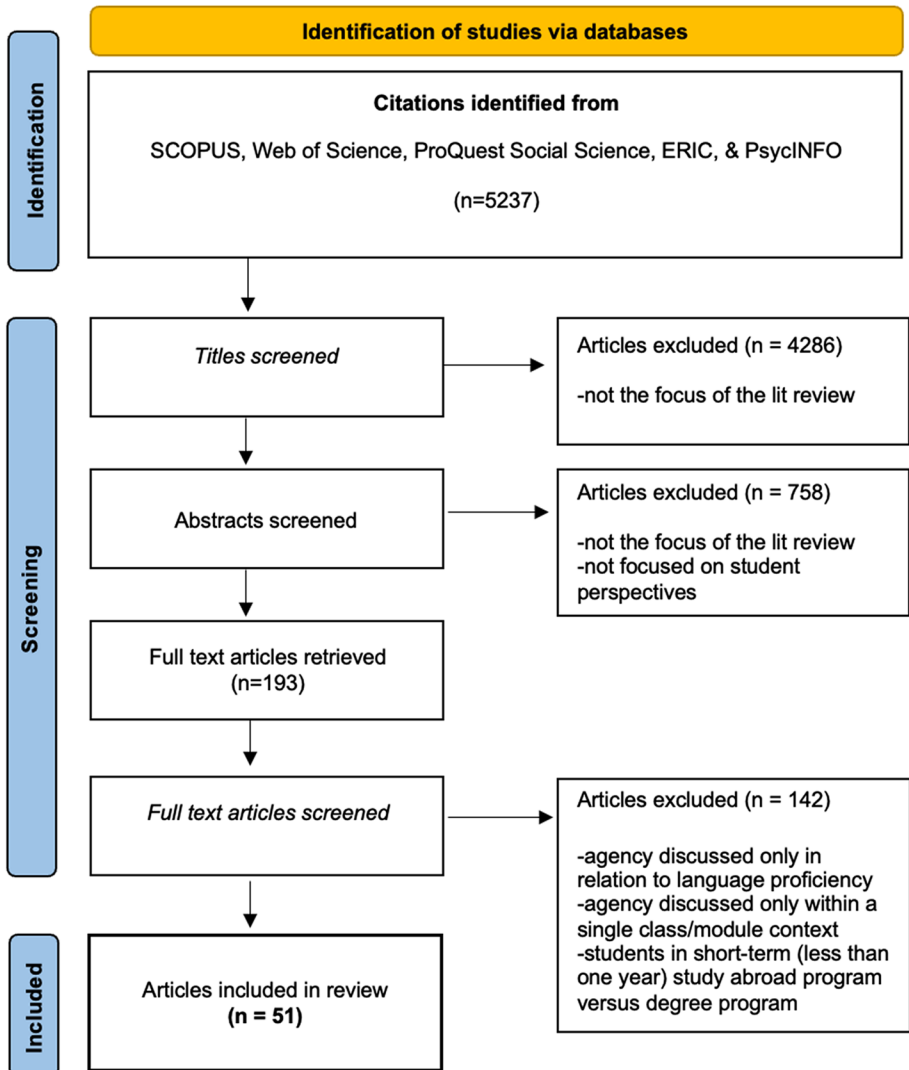 Identification of studies via databases
Identification
Citations identified from
SCOPUS, Web of Science, ProQuest Social Science, ERIC, & PsycINFO
(n=5237)
Screening
Titles screened
Articles excluded (n = 4286)
-not the focus of the lit review
Abstracts screened
Articles excluded (n = 758)
-not the focus of the lit review
-not focused on student
perspectives
Full text articles retrieved
(n=193)
Full text articles screened
Articles excluded (n = 142)
-agency discussed only in
relation to language proficiency
-agency discussed only within a
single class/module context
-students in short-term (less than
one year) study abroad program
versus degree program
Included
Articles included in review
(n = 51)